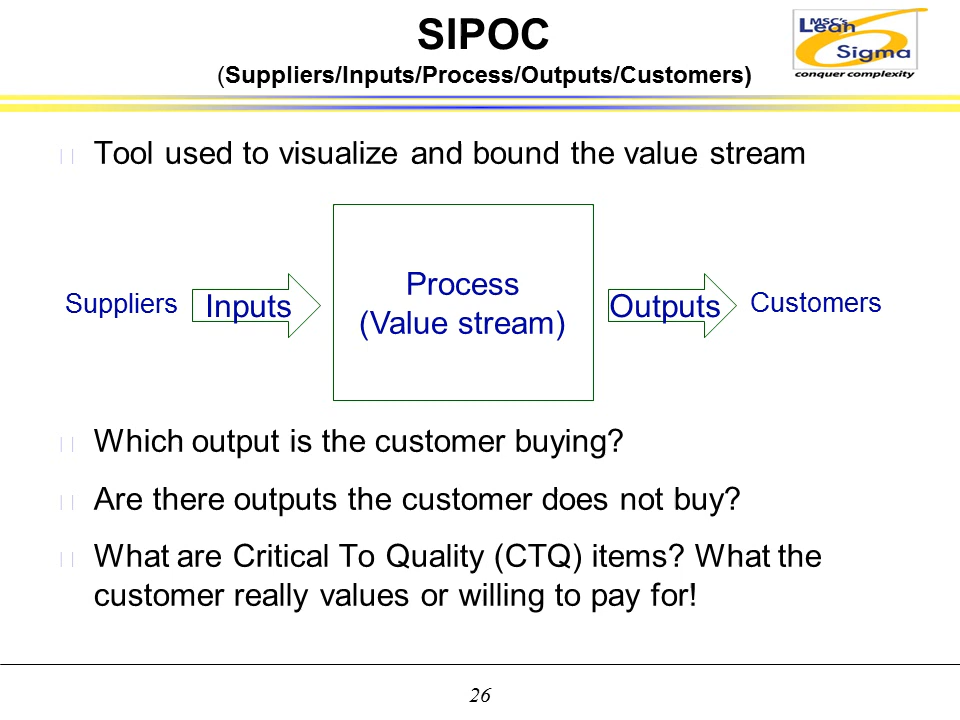 SIPOC
(Suppliers/Inputs/Process/Outputs/Customers)
MSC's
Lean
Sigma
conquer complexity
Tool used to visualize and bound the value stream
Suppliers
Inputs
Process
(Value stream)
Outputs
Customers
Which output is the customer buying?
Are there outputs the customer does not buy?
What are Critical To Quality (CTQ) items? What the
customer really values or willing to pay for!
26